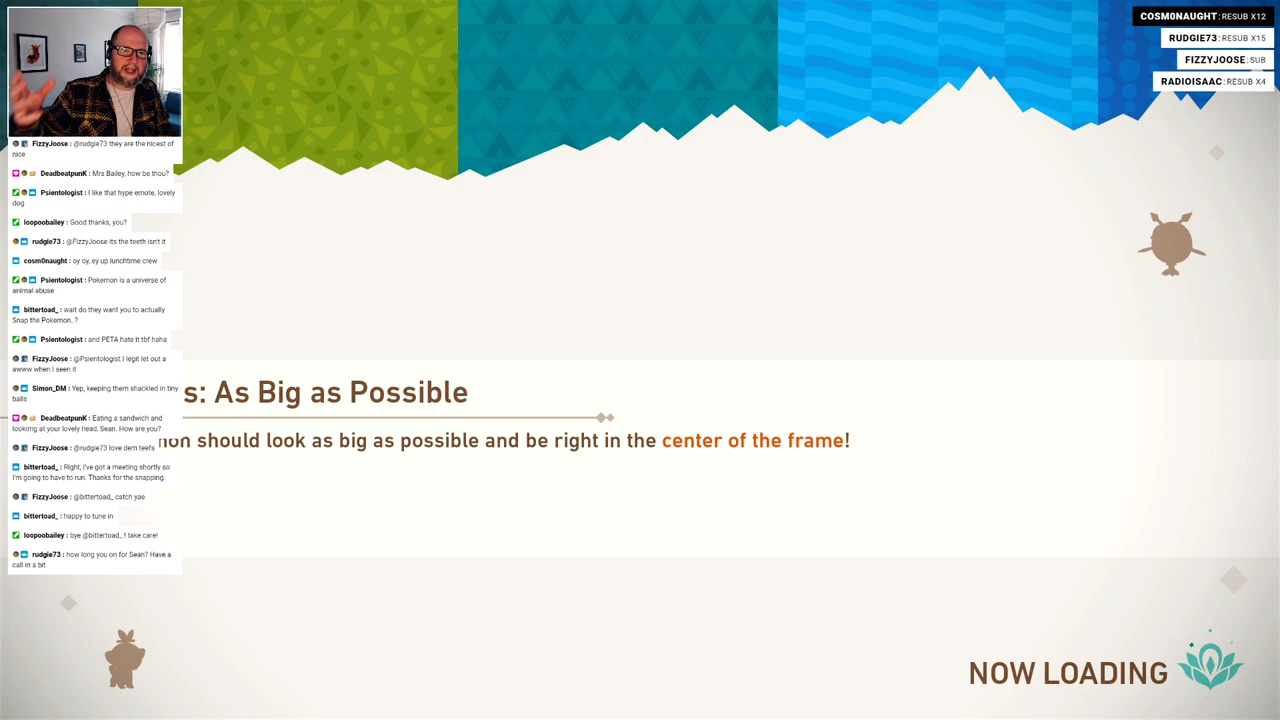 COSM0NAUGHT: RESUB X12
RUDGIE73: RESUB X15
FIZZYJOOSE: SUB
RADIOISAAC: RESUB X4
FizzyJoose : @rudgie73 they are the nicest of
nice
DeadbeatpunK : Mrs Bailey, how be thou?
Psientologist : I like that hype emote, lovely
dog
loopoobailey : Good thanks, you?
rudgie73 : @FizzyJoose its the teeth isn't it
cosm0naught : oy oy, ey up lunchtime crew
Psientologist : Pokemon is a universe of
animal abuse
bittertoad_ : wait do they want you to actually
Snap the Pokemon..?
Psientologist : and PETA hate it tbf haha
FizzyJoose : @Psientologist I legit let out a
awww when I seen it
Simon_DM : Yep, keeping them shackled in tiny
balls
DeadbeatpunK : Eating a sandwich and
looking at your lovely head, Sean. How are you?
FizzyJoose : @rudgie73 love dem teefs
bittertoad_ : Right, I've got a meeting shortly so
I'm going to have to run. Thanks for the snapping.
FizzyJoose : @bittertoad_ catch yae
bittertoad_ : happy to tune in
loopoobailey : bye @bittertoad_ ! take care!
rudgie73 : how long you on for Sean? Have a
call in a bit
s: As Big as Possible
non should look as big as possible and be right in the center of the frame!
NOW LOADING